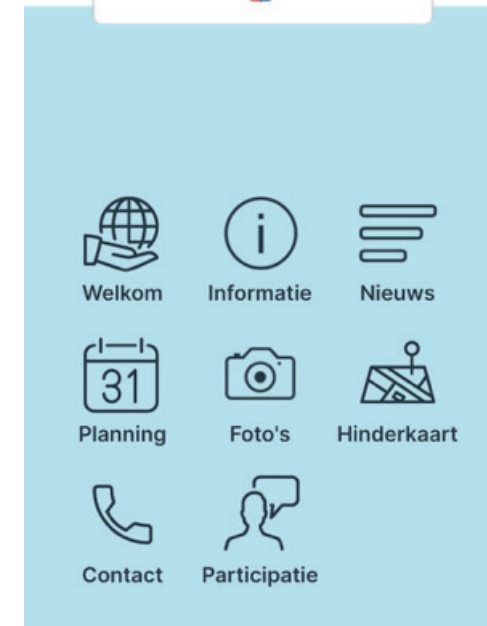 Welkom Informatie Nieuws
31
Planning Foto's Hinderkaart
Contact Participatie